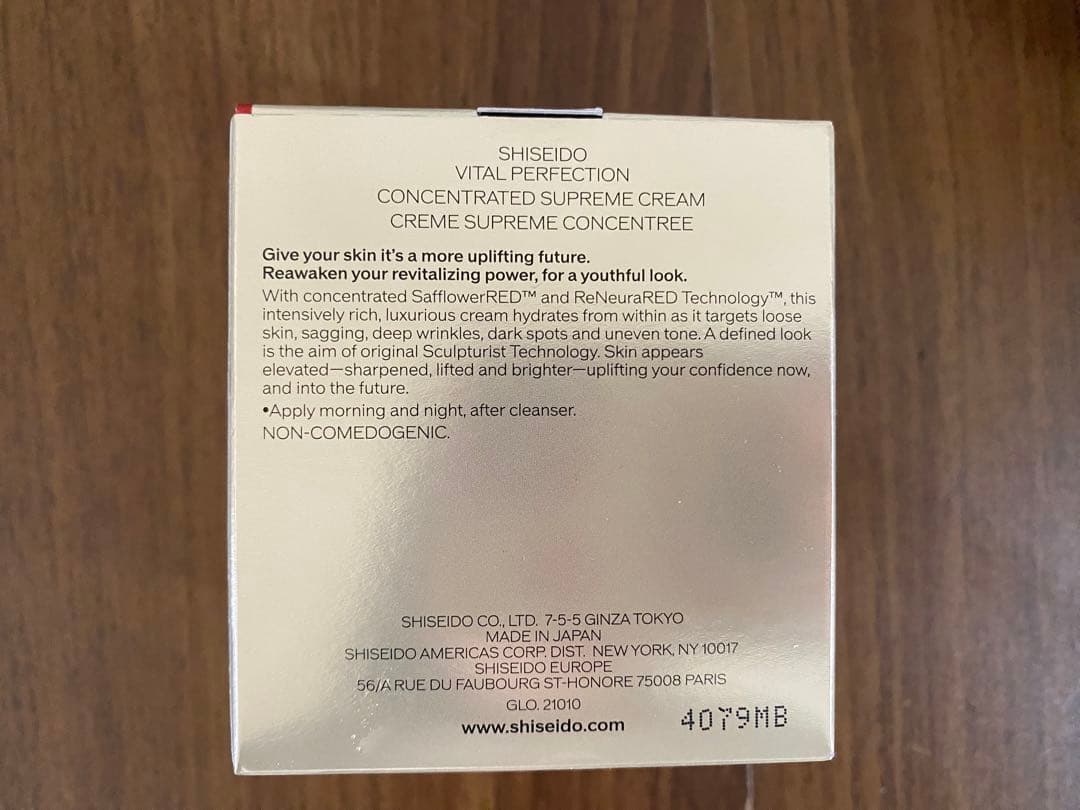 SHISEIDO
VITAL PERFECTION
CONCENTRATED SUPREME CREAM
CREME SUPREME CONCENTREE
Give your skin it's a more uplifting future.
Reawaken your revitalizing power, for a youthful look.
With concentrated SafflowerRED™ and ReNeuraRED Technology™, this
intensively rich, luxurious cream hydrates from within as it targets loose
skin, sagging, deep wrinkles, dark spots and uneven tone. A defined look
is the aim of original Sculpturist Technology. Skin appears
elevated—sharpened, lifted and brighter—uplifting your confidence now,
and into the future.
•Apply morning and night, after cleanser.
NON-COMEDOGENIC.
SHISEIDO CO., LTD. 7-5-5 GINZA TOKYO
MADE IN JAPAN
SHISEIDO AMERICAS CORP. DIST. NEW YORK, NY 10017
SHISEIDO EUROPE
56/A RUE DU FAUBOURG ST-HONORE 75008 PARIS
GLO. 21010
www.shiseido.com
4079MB